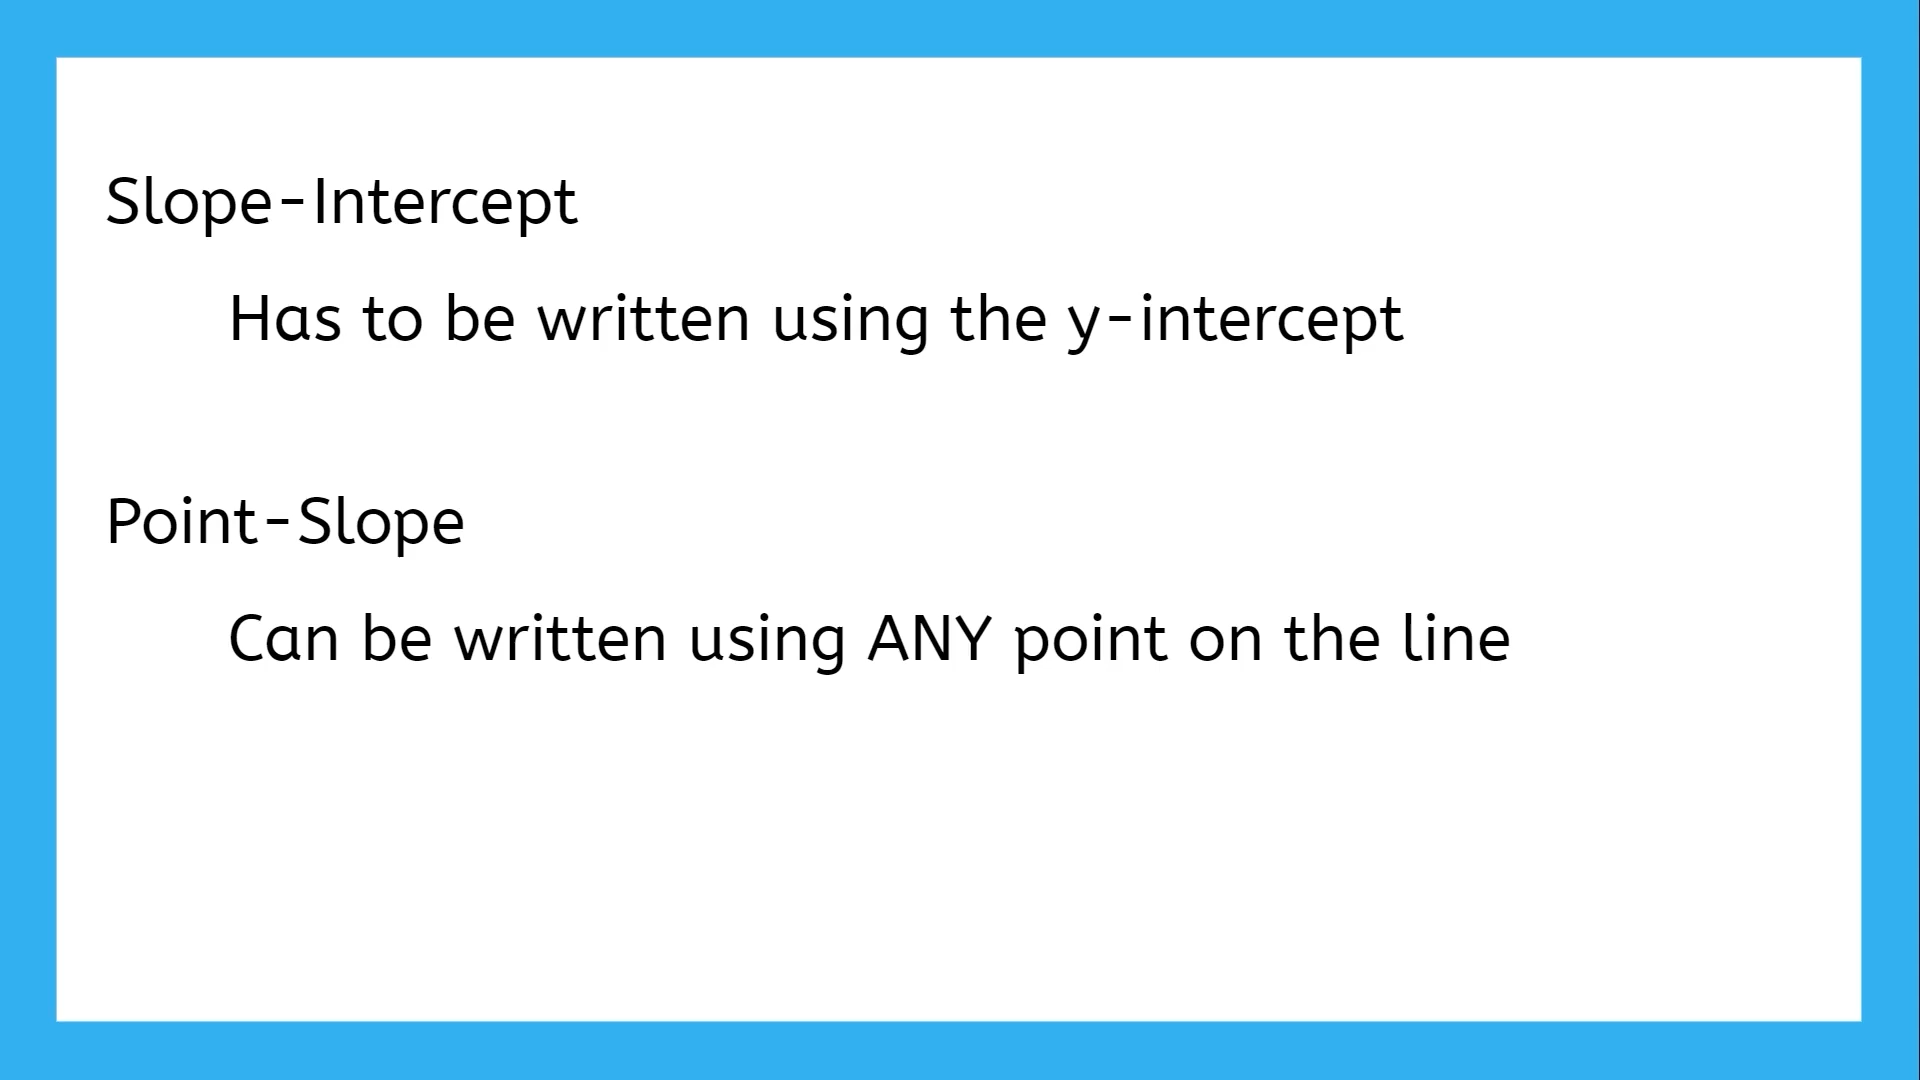 Slope-Intercept
Has to be written using the y-intercept
Point-Slope
Can be written using ANY point on the line